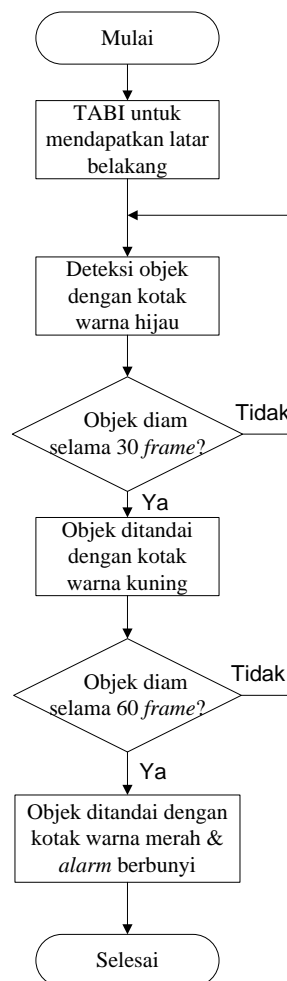 Mulai
TABI untuk
mendapatkan latar
belakang
Deteksi objek
dengan kotak
warna hijau
Objek diam
selama 30 frame?
Tidak
Ya
Objek ditandai
dengan kotak
warna kuning
Objek diam
selama 60 frame?
Tidak
Ya
Objek ditandai dengan
kotak warna merah &
alarm berbunyi
Selesai